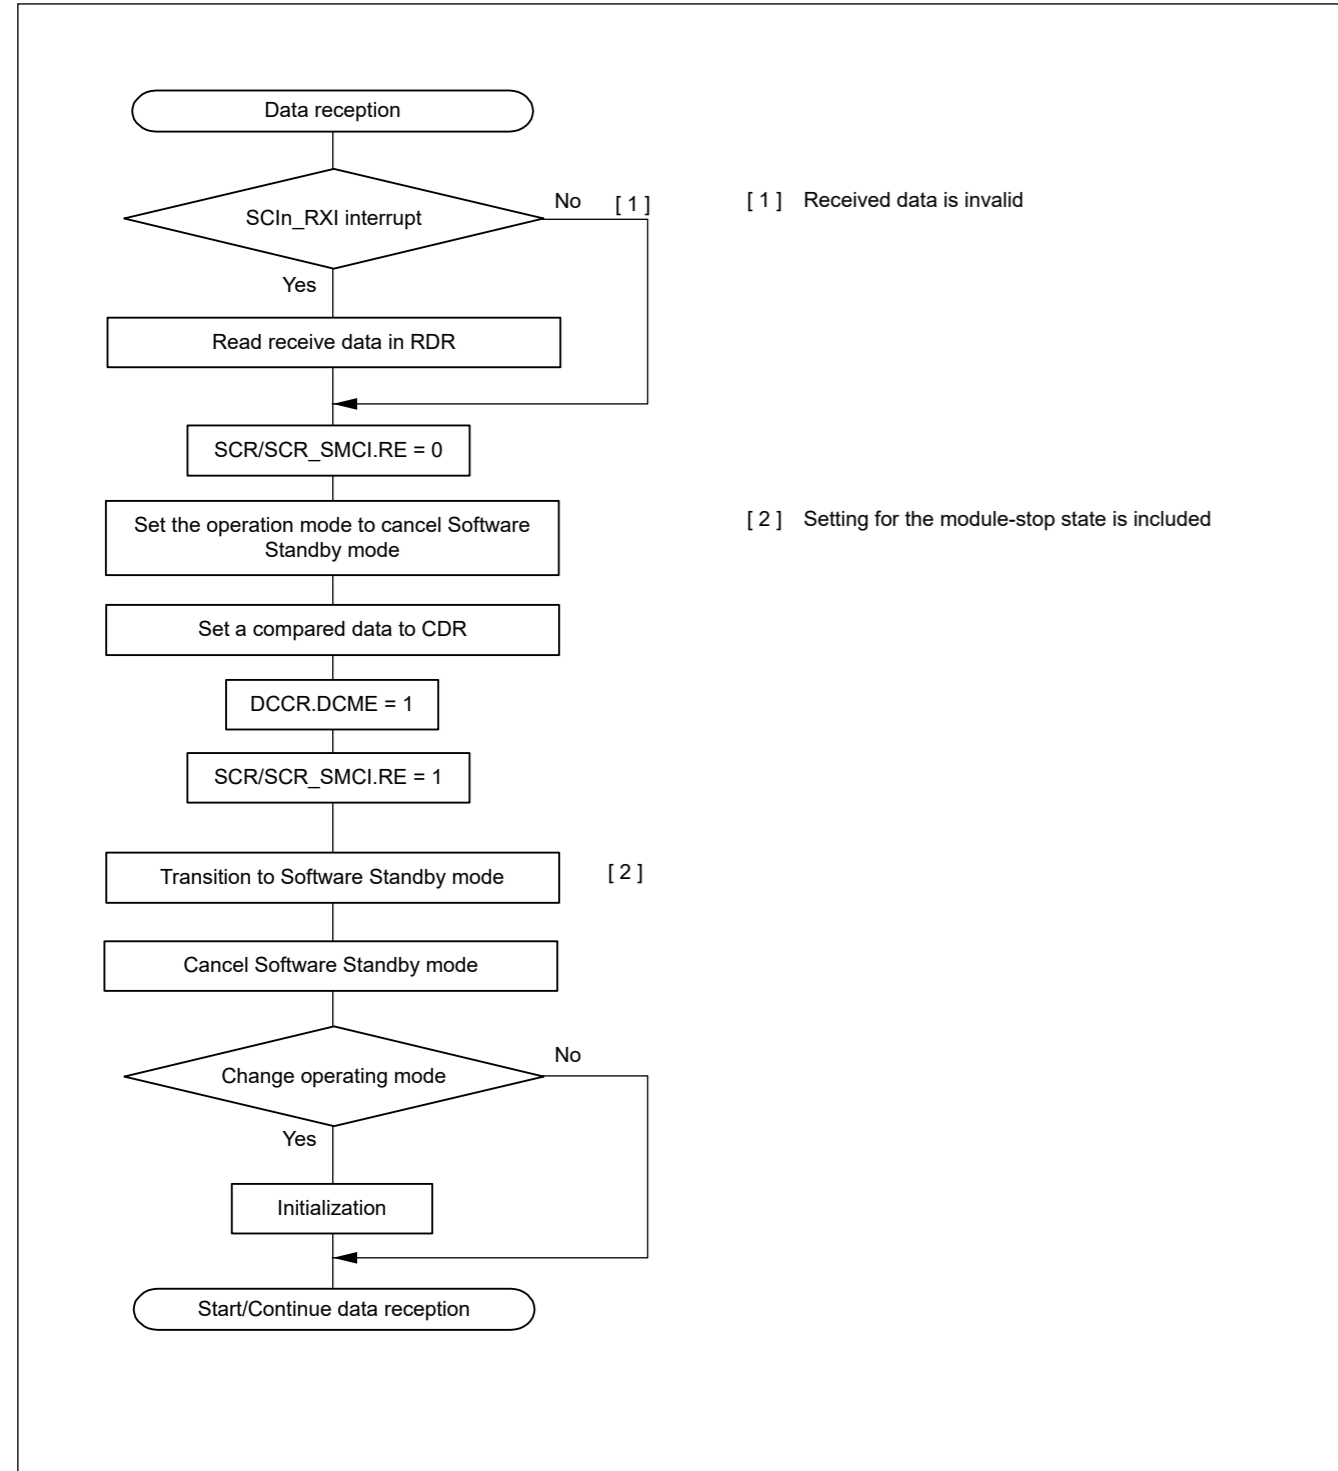 Data reception
No [ 1 ]
[ 1 ] Received data is invalid
SCIn_RXI interrupt
Yes
Read receive data in RDR
SCR/SCR_SMCI.RE = 0
Set the operation mode to cancel Software
Standby mode
[ 2 ] Setting for the module-stop state is included
Set a compared data to CDR
DCCR.DCME = 1
SCR/SCR_SMCI.RE = 1
Transition to Software Standby mode
[ 2 ]
Cancel Software Standby mode
No
Change operating mode
Yes
Initialization
Start/Continue data reception